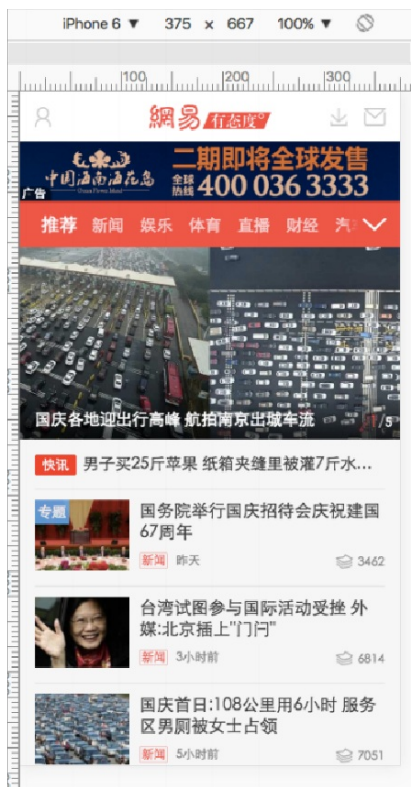 iPhone 6 ▼ 375 × 667 100% ▼
100 200 300
網易 有态度°
中国海南海花岛
二期即将全球发售
全球热线 400 036 3333
广告
推荐 新闻 娱乐 体育 直播 财经 汽
国庆各地迎出行高峰 航拍南京出城车流
1/5
快讯 男子买25斤苹果 纸箱夹缝里被灌7斤水...
专题
国务院举行国庆招待会庆祝建国
67周年
新闻 昨天 3462
台湾试图参与国际活动受挫 外
媒:北京插上"门闩"
新闻 3小时前 6814
国庆首日:108公里用6小时 服务
区男厕被女士占领
新闻 5小时前 7051